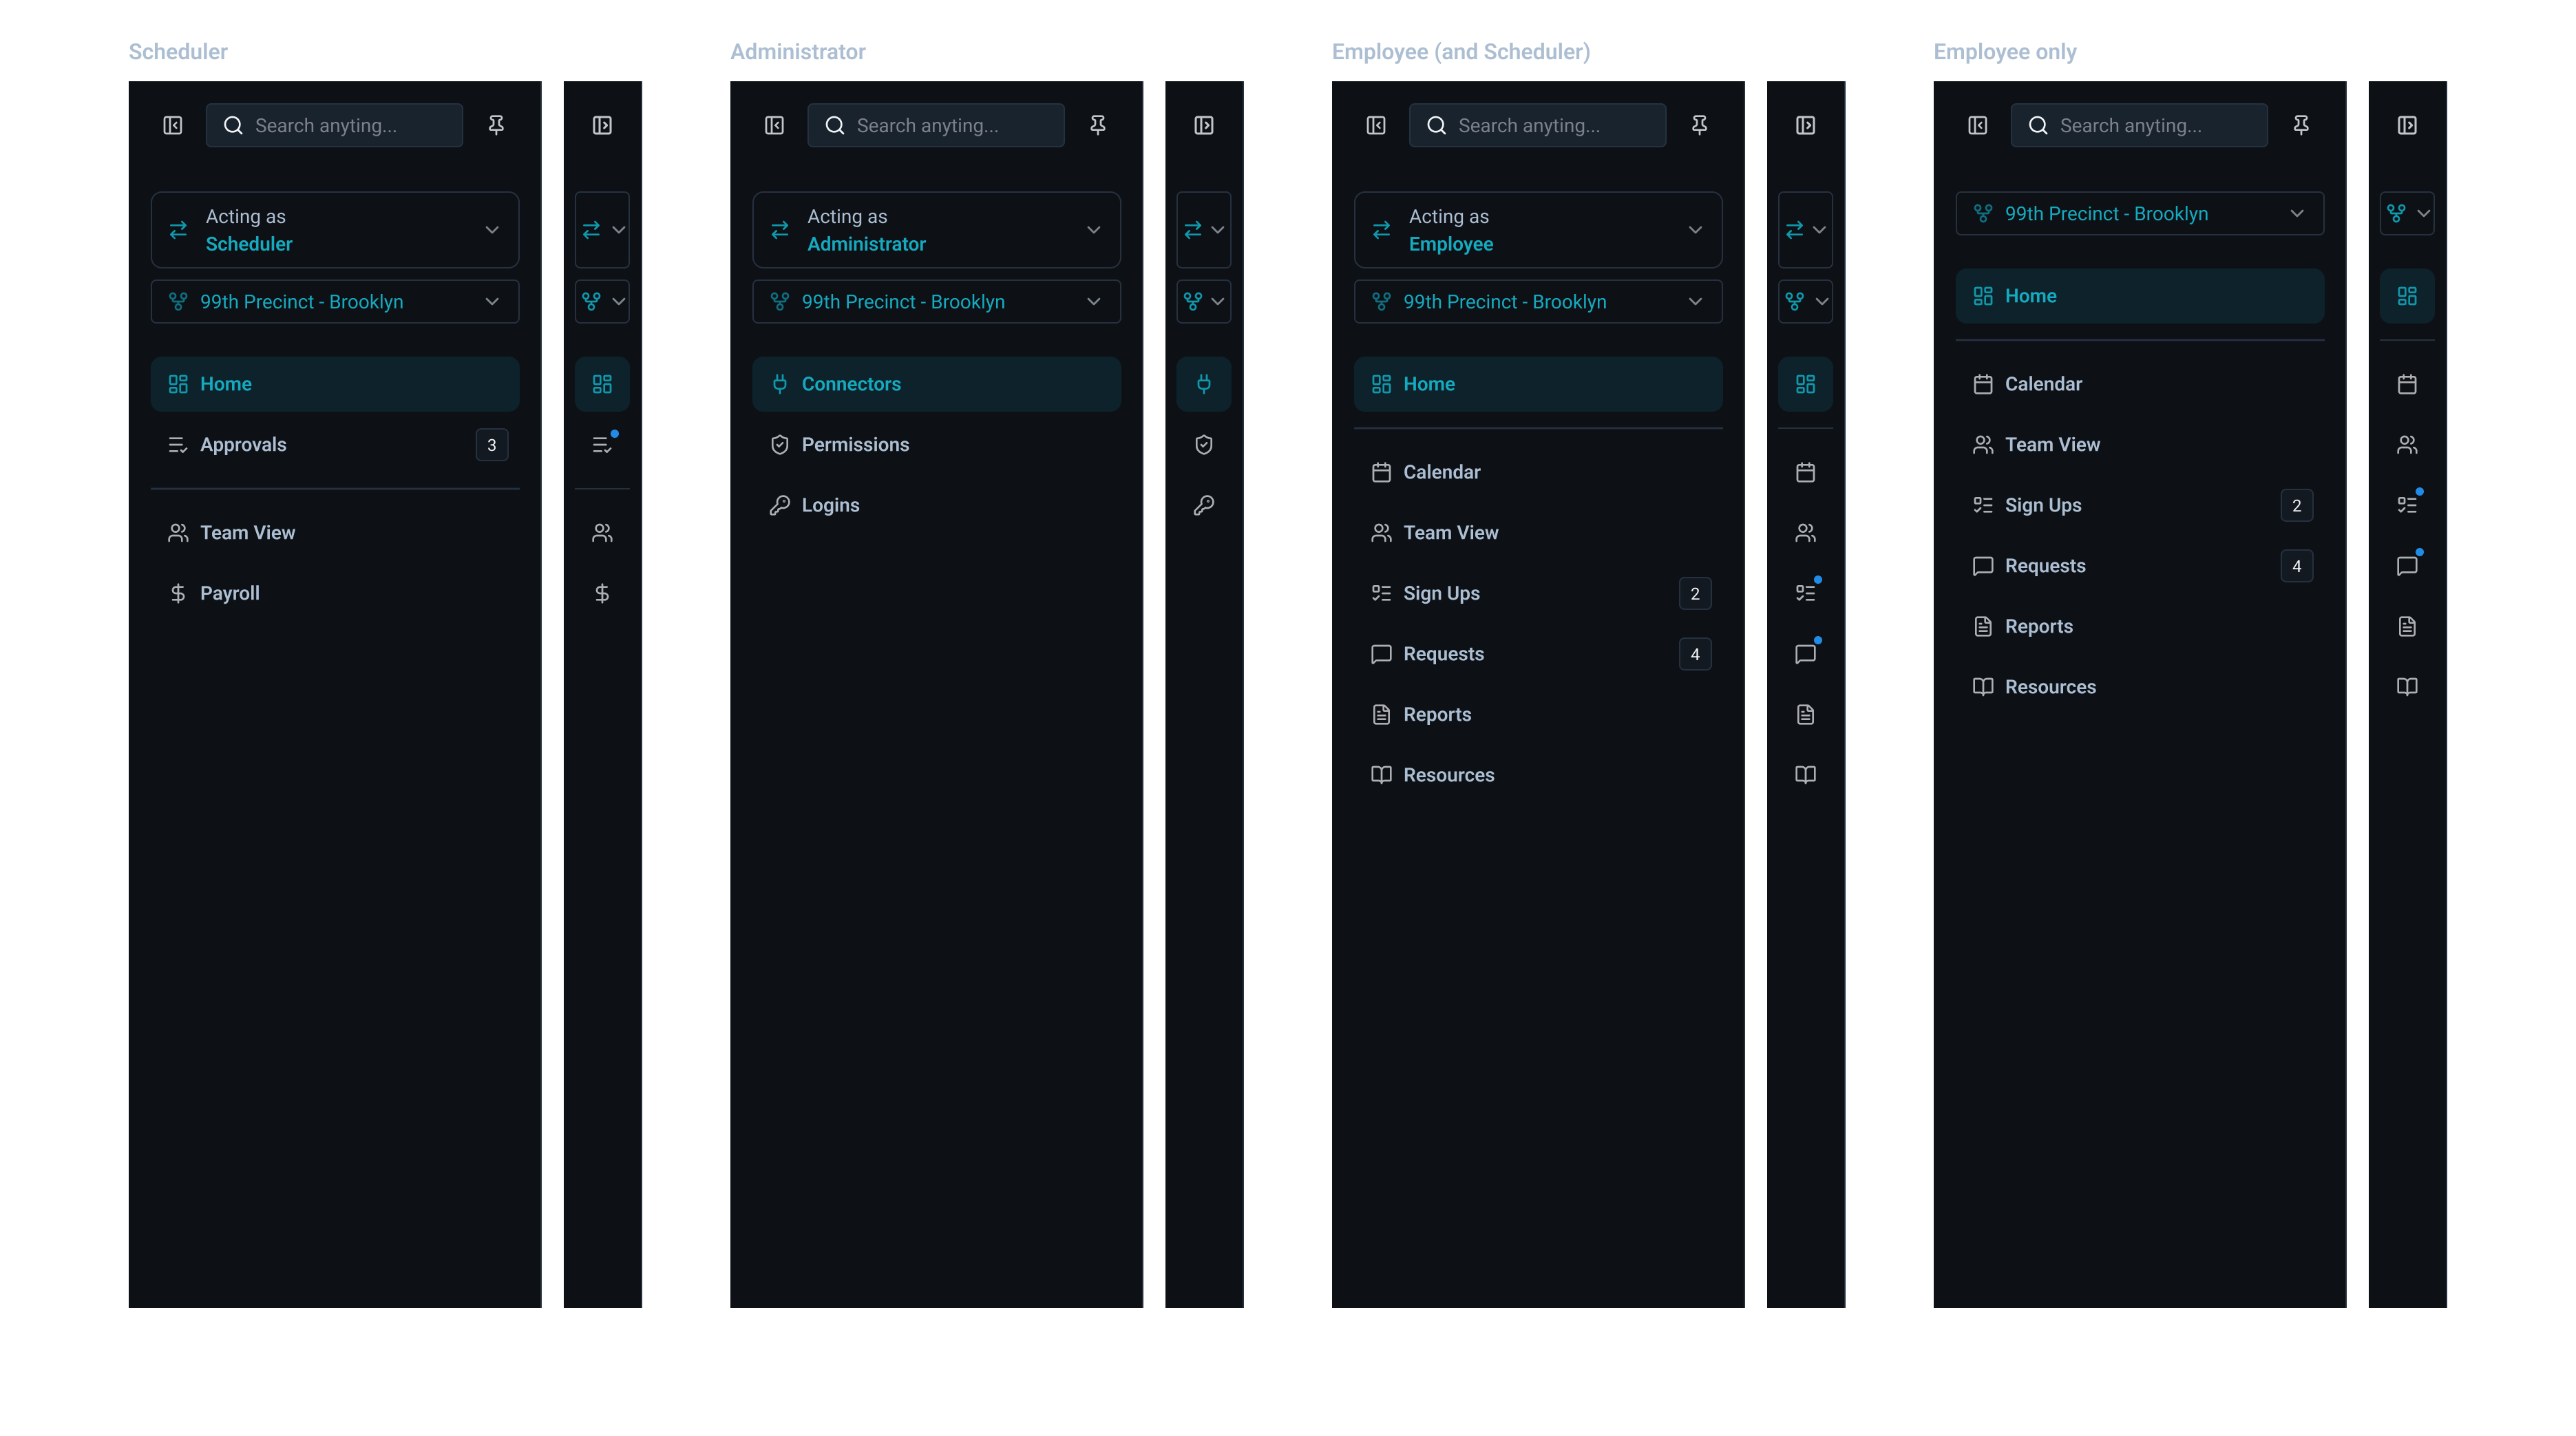 Scheduler
Search anyting...
Acting as
Scheduler
99th Precinct - Brooklyn
Home
Approvals 3
Team View
Payroll
Administrator
Search anyting...
Acting as
Administrator
99th Precinct - Brooklyn
Connectors
Permissions
Logins
Employee (and Scheduler)
Search anyting...
Acting as
Employee
99th Precinct - Brooklyn
Home
Calendar
Team View
Sign Ups 2
Requests 4
Reports
Resources
Employee only
Search anyting...
99th Precinct - Brooklyn
Home
Calendar
Team View
Sign Ups 2
Requests 4
Reports
Resources